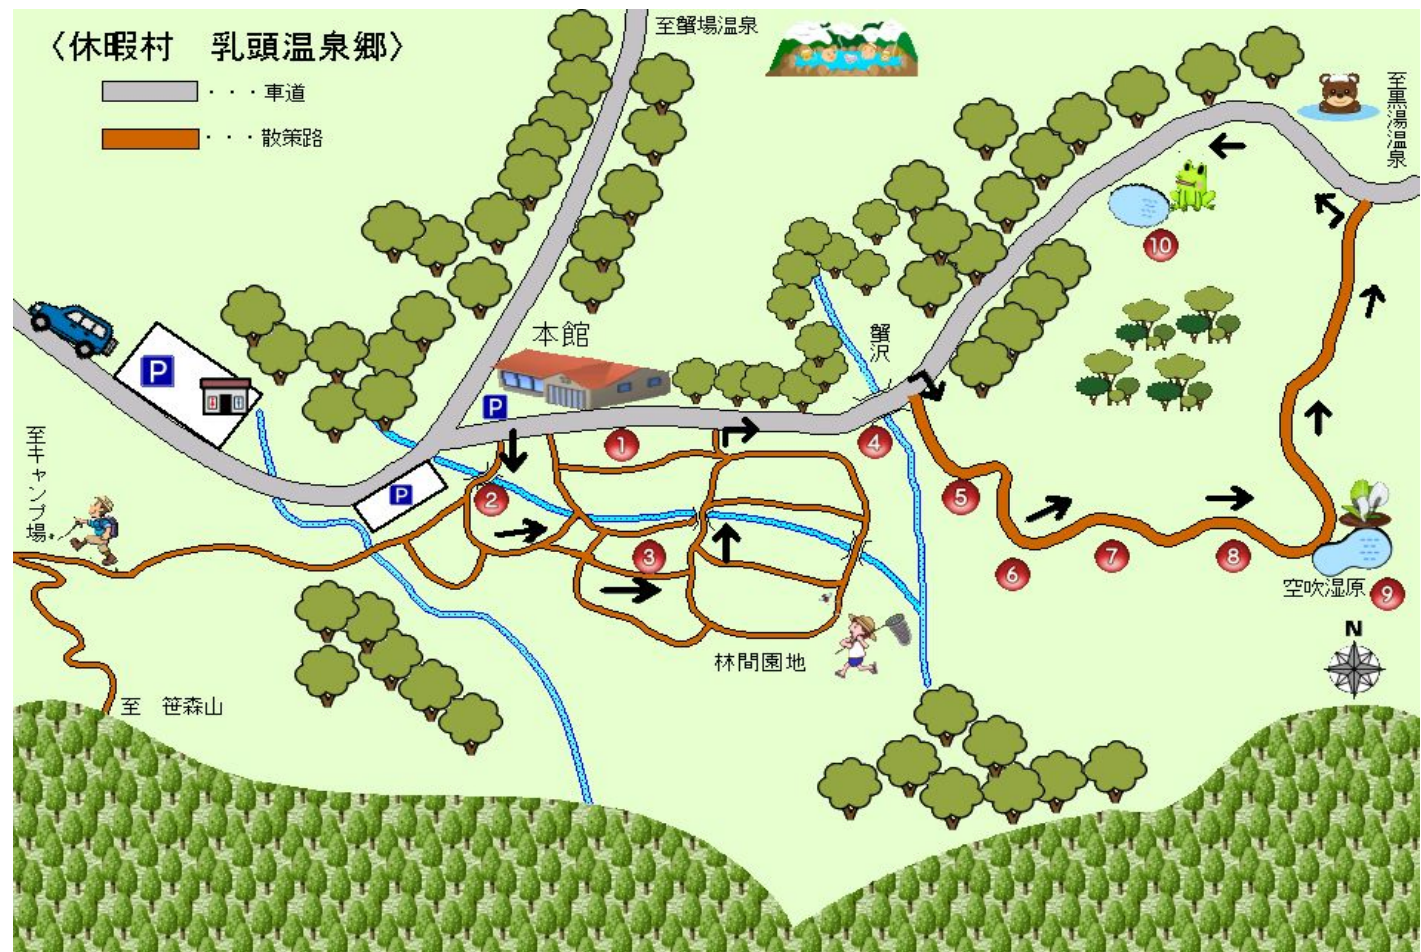 〈休暇村 乳頭温泉郷〉
・・・車道
・・・散策路
至蟹場温泉
至黒湯温泉
蟹沢
本館
P
P
P
至キャンプ場
至 笹森山
林間園地
空吹湿原
N
1
2
3
4
5
6
7
8
9
10